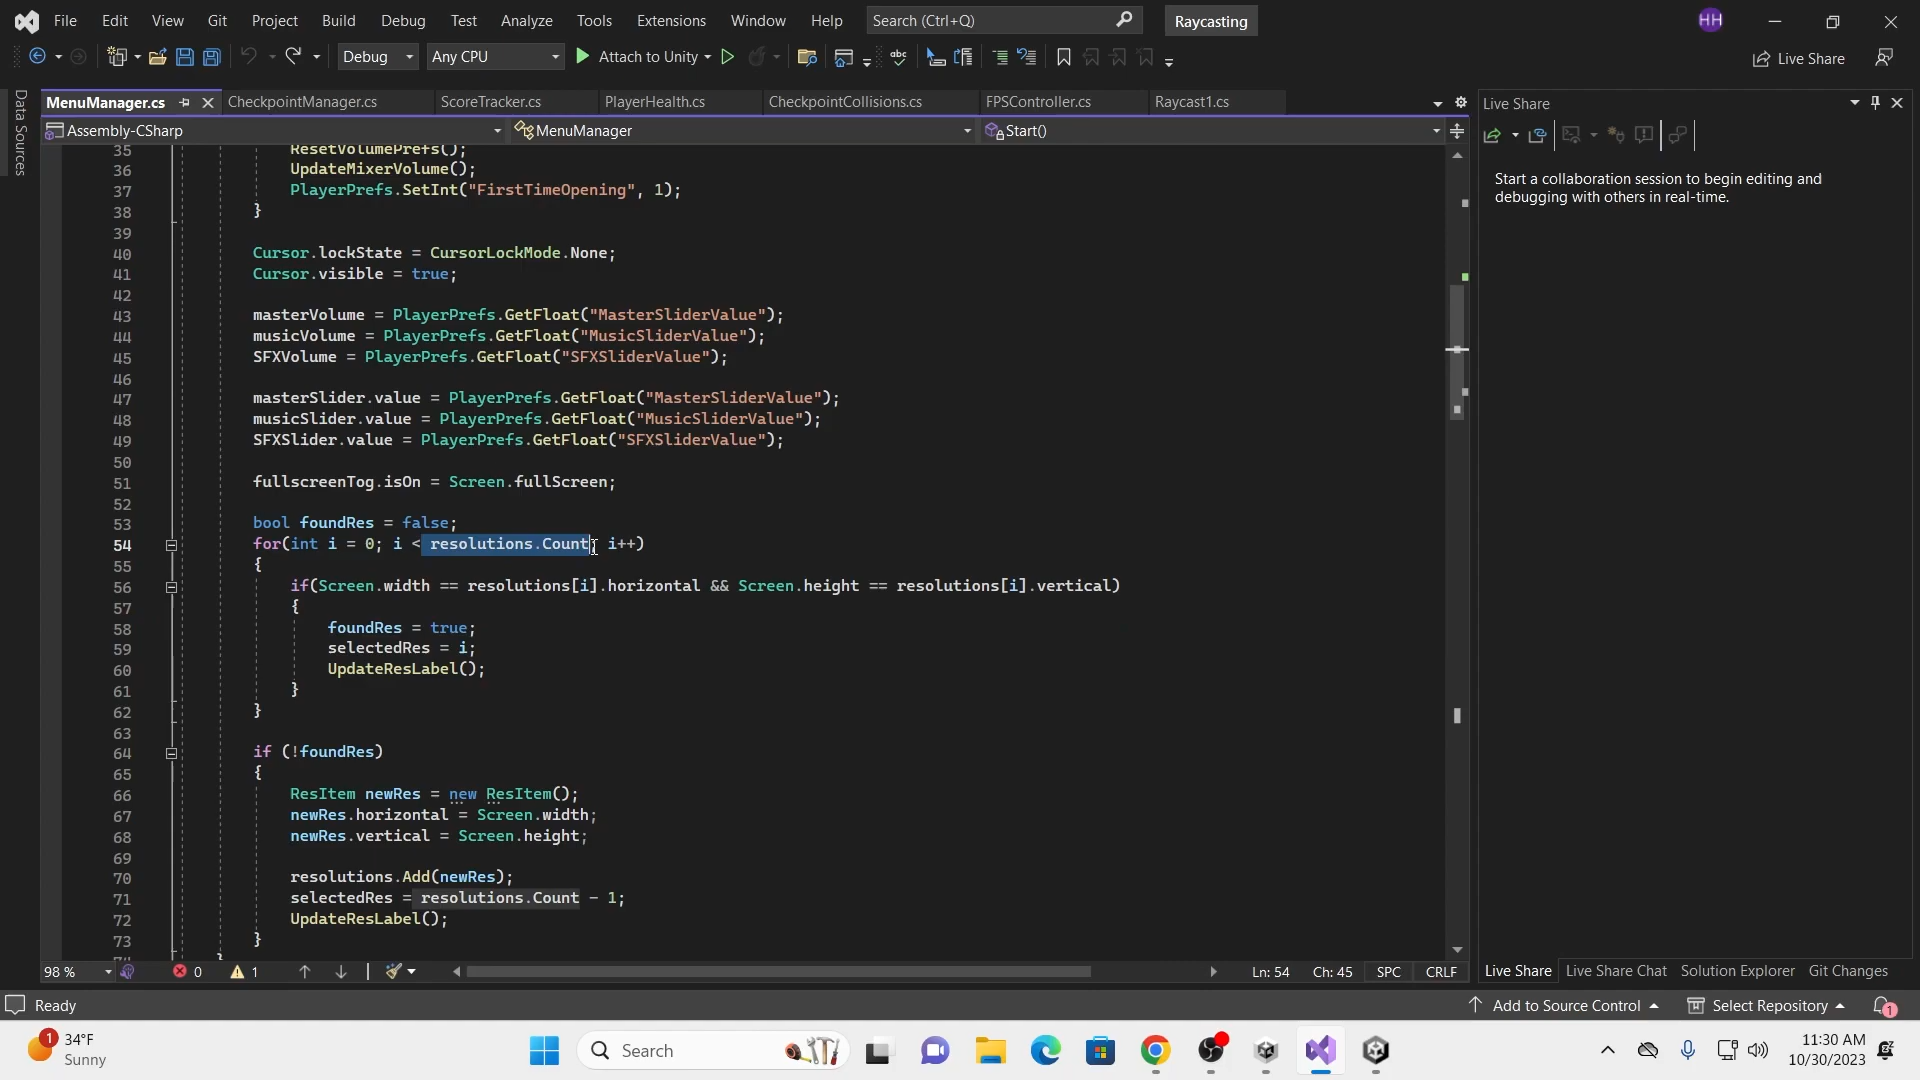 File Edit View Git Project Build Debug Test Analyze Tools Extensions Window Help Search (Ctrl+Q) Raycasting HH
Debug Any CPU Attach to Unity abc Live Share
Data Sources
MenuManager.cs CheckpointManager.cs ScoreTracker.cs PlayerHealth.cs CheckpointCollisions.cs FPSController.cs Raycast1.cs
Assembly-CSharp MenuManager Start()
35 ResetVolumePrefs();
36 UpdateMixerVolume();
37 PlayerPrefs.SetInt("FirstTimeOpening", 1);
38 }
39
40 Cursor.lockState = CursorLockMode.None;
41 Cursor.visible = true;
42
43 masterVolume = PlayerPrefs.GetFloat("MasterSliderValue");
44 musicVolume = PlayerPrefs.GetFloat("MusicSliderValue");
45 SFXVolume = PlayerPrefs.GetFloat("SFXSliderValue");
46
47 masterSlider.value = PlayerPrefs.GetFloat("MasterSliderValue");
48 musicSlider.value = PlayerPrefs.GetFloat("MusicSliderValue");
49 SFXSlider.value = PlayerPrefs.GetFloat("SFXSliderValue");
50
51 fullscreenTog.isOn = Screen.fullScreen;
52
53 bool foundRes = false;
54 for(int i = 0; i < resolutions.Count; i++)
55 {
56 if(Screen.width == resolutions[i].horizontal && Screen.height == resolutions[i].vertical)
57 {
58 foundRes = true;
59 selectedRes = i;
60 UpdateResLabel();
61 }
62 }
63
64 if (!foundRes)
65 {
66 ResItem newRes = new ResItem();
67 newRes.horizontal = Screen.width;
68 newRes.vertical = Screen.height;
69
70 resolutions.Add(newRes);
71 selectedRes = resolutions.Count - 1;
72 UpdateResLabel();
73 }
98 % 0 1 Ln: 54 Ch: 45 SPC CRLF
Live Share
Start a collaboration session to begin editing and
debugging with others in real-time.
Live Share Live Share Chat Solution Explorer Git Changes
Ready Add to Source Control Select Repository 1
1 34°F
Sunny
Search
11:30 AM
10/30/2023